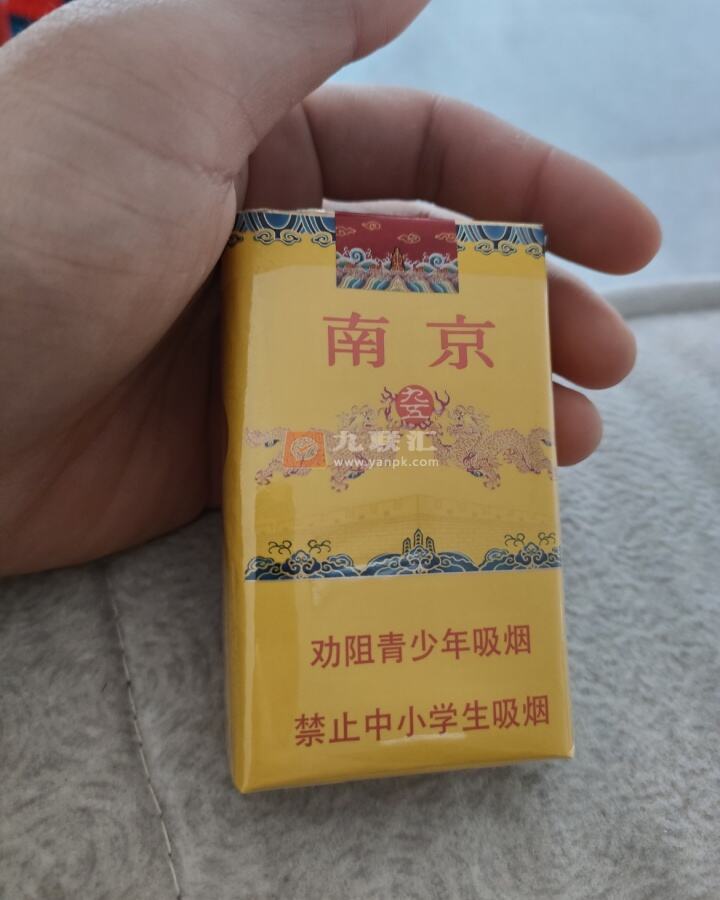 南京
九五
九联汇
www.yanpk.com
劝阻青少年吸烟
禁止中小学生吸烟